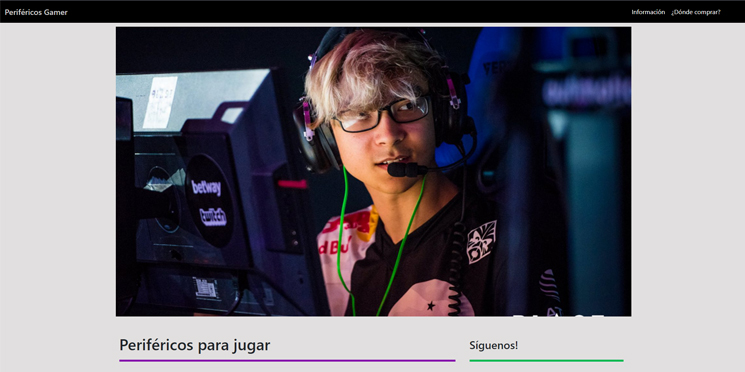 Periféricos Gamer
Información
¿Dónde comprar?
betway
twitch
Periféricos para jugar
Síguenos!